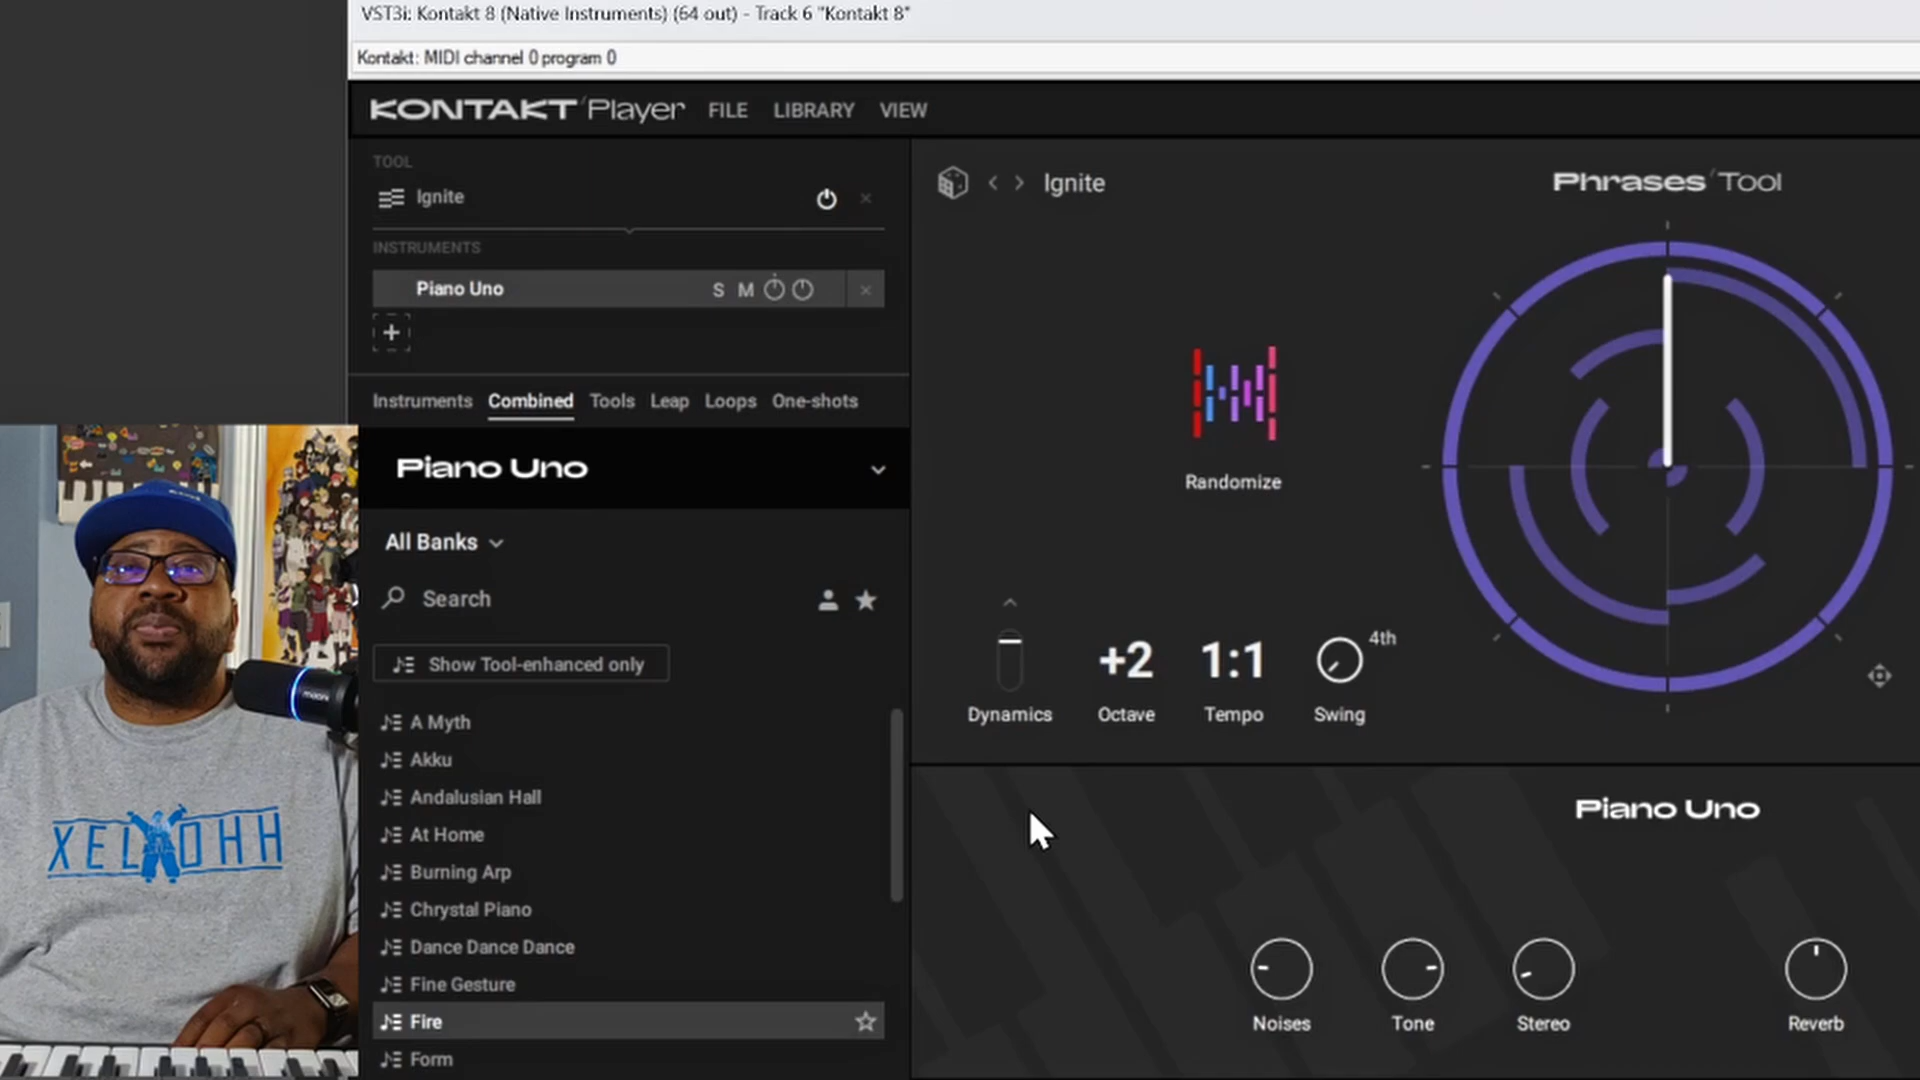 VST3i: Kontakt 8 (Native Instruments) (64 out) - Track 6 "Kontakt 8"
Kontakt: MIDI channel 0 program 0
KONTAKT Player FILE LIBRARY VIEW
TOOL
Ignite
INSTRUMENTS
Piano Uno S M
Instruments Combined Tools Leap Loops One-shots
Piano Uno
All Banks
Search
Show Tool-enhanced only
A Myth
Akku
Andalusian Hall
At Home
Burning Arp
Chrystal Piano
Dance Dance Dance
Fine Gesture
Fire
Form
Ignite
Phrases Tool
Randomize
+2 1:1 4th
Dynamics Octave Tempo Swing
Piano Uno
Noises Tone Stereo Reverb
XELOHH